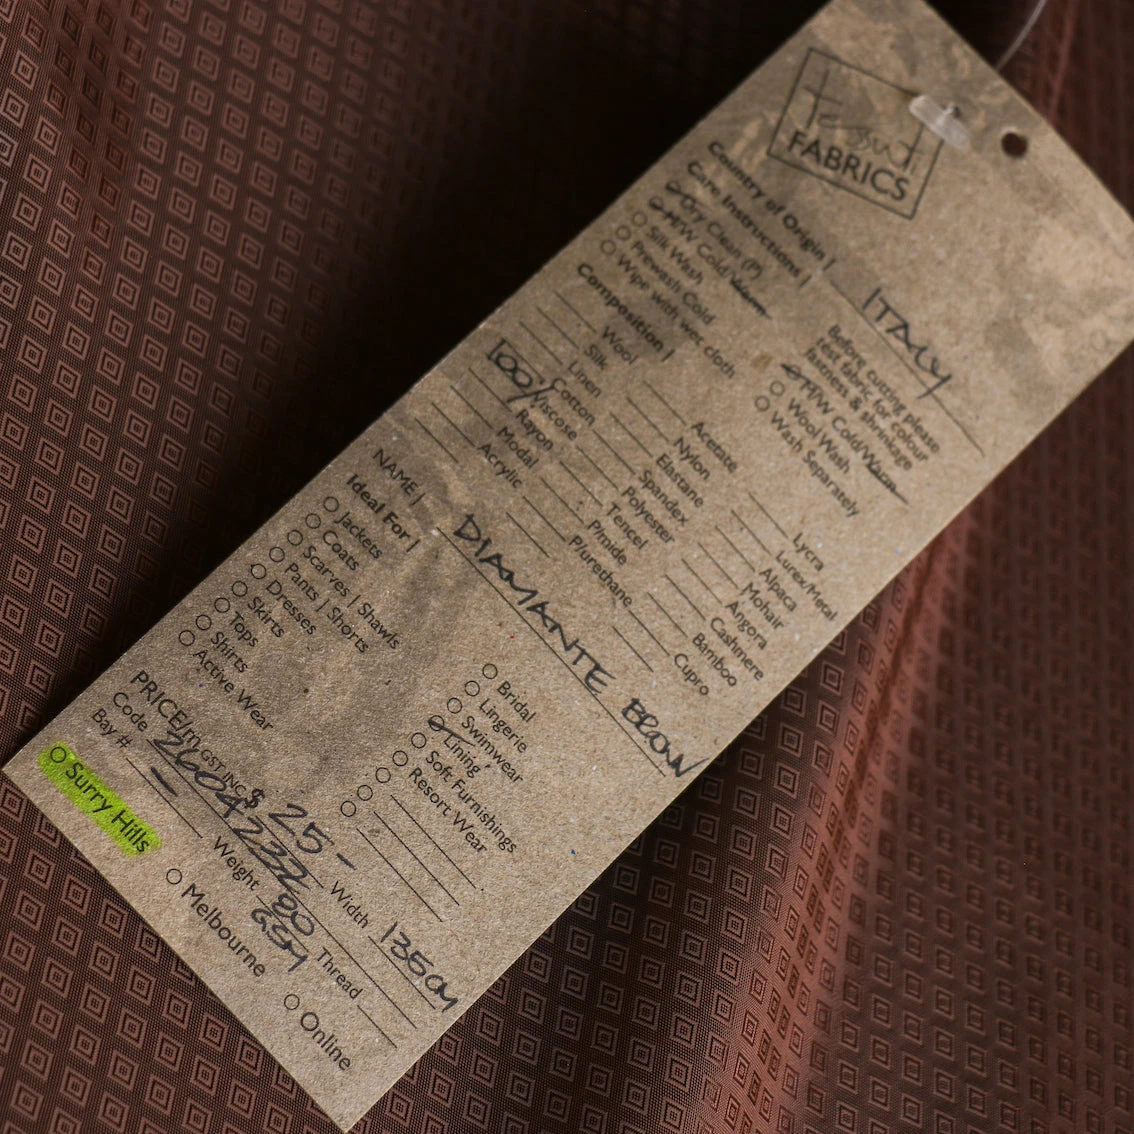 FABRICS
Country of Origin | ITALY
Care Instructions |
Dry Clean (P)
M/W Cold/Warm
Silk Wash
Prewash Cold
Wipe with wet cloth
Before cutting please
test fabric for colour
fastness & shrinkage
M/W Cold/Warm
Wool Wash
Wash Separately
Composition |
Wool
Silk
Linen
Cotton
100% Viscose
Rayon
Modal
Acrylic
Acetate
Nylon
Elastane
Spandex
Polyester
Tencel
P/mide
P/urethane
Lycra
Lurex/Metal
Alpaca
Mohair
Angora
Cashmere
Bamboo
Cupro
NAME | DIAMANTE BROW
Ideal For |
Jackets
Coats
Scarves | Shawls
Pants | Shorts
Dresses
Skirts
Tops
Shirts
Active Wear
Bridal
Lingerie
Swimwear
Lining
Soft Furnishings
Resort Wear
PRICE/m GST INC $ 25 - Width 135cm
Code 2604232 Weight 80 GSM Thread
Bay # -
Surry Hills
Melbourne
Online